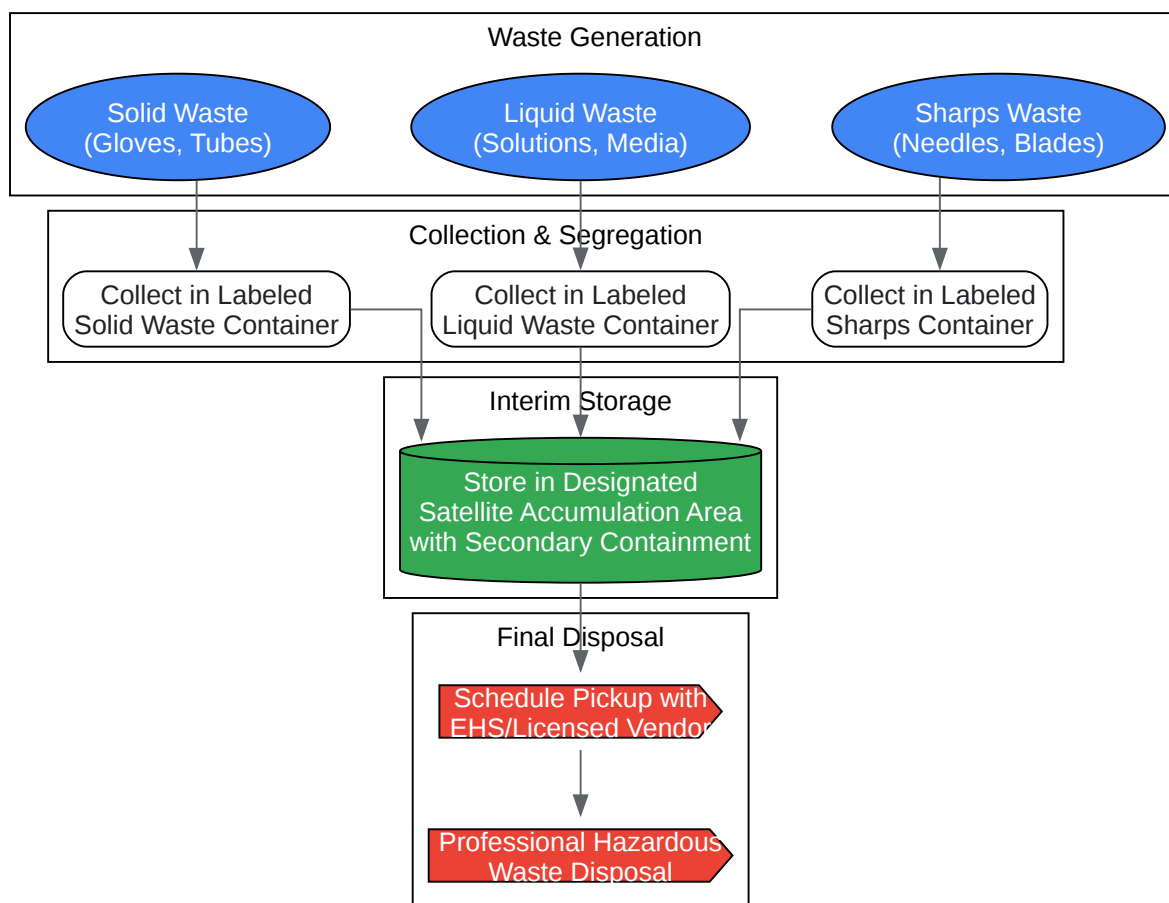 Waste Generation
Solid Waste
(Gloves, Tubes)
Liquid Waste
(Solutions, Media)
Sharps Waste
(Needles, Blades)
Collection & Segregation
Collect in Labeled
Solid Waste Container
Collect in Labeled
Liquid Waste Container
Collect in Labeled
Sharps Container
Interim Storage
Store in Designated
Satellite Accumulation Area
with Secondary Containment
Final Disposal
Schedule Pickup with
EHS/Licensed Vendor
Professional Hazardous
Waste Disposal